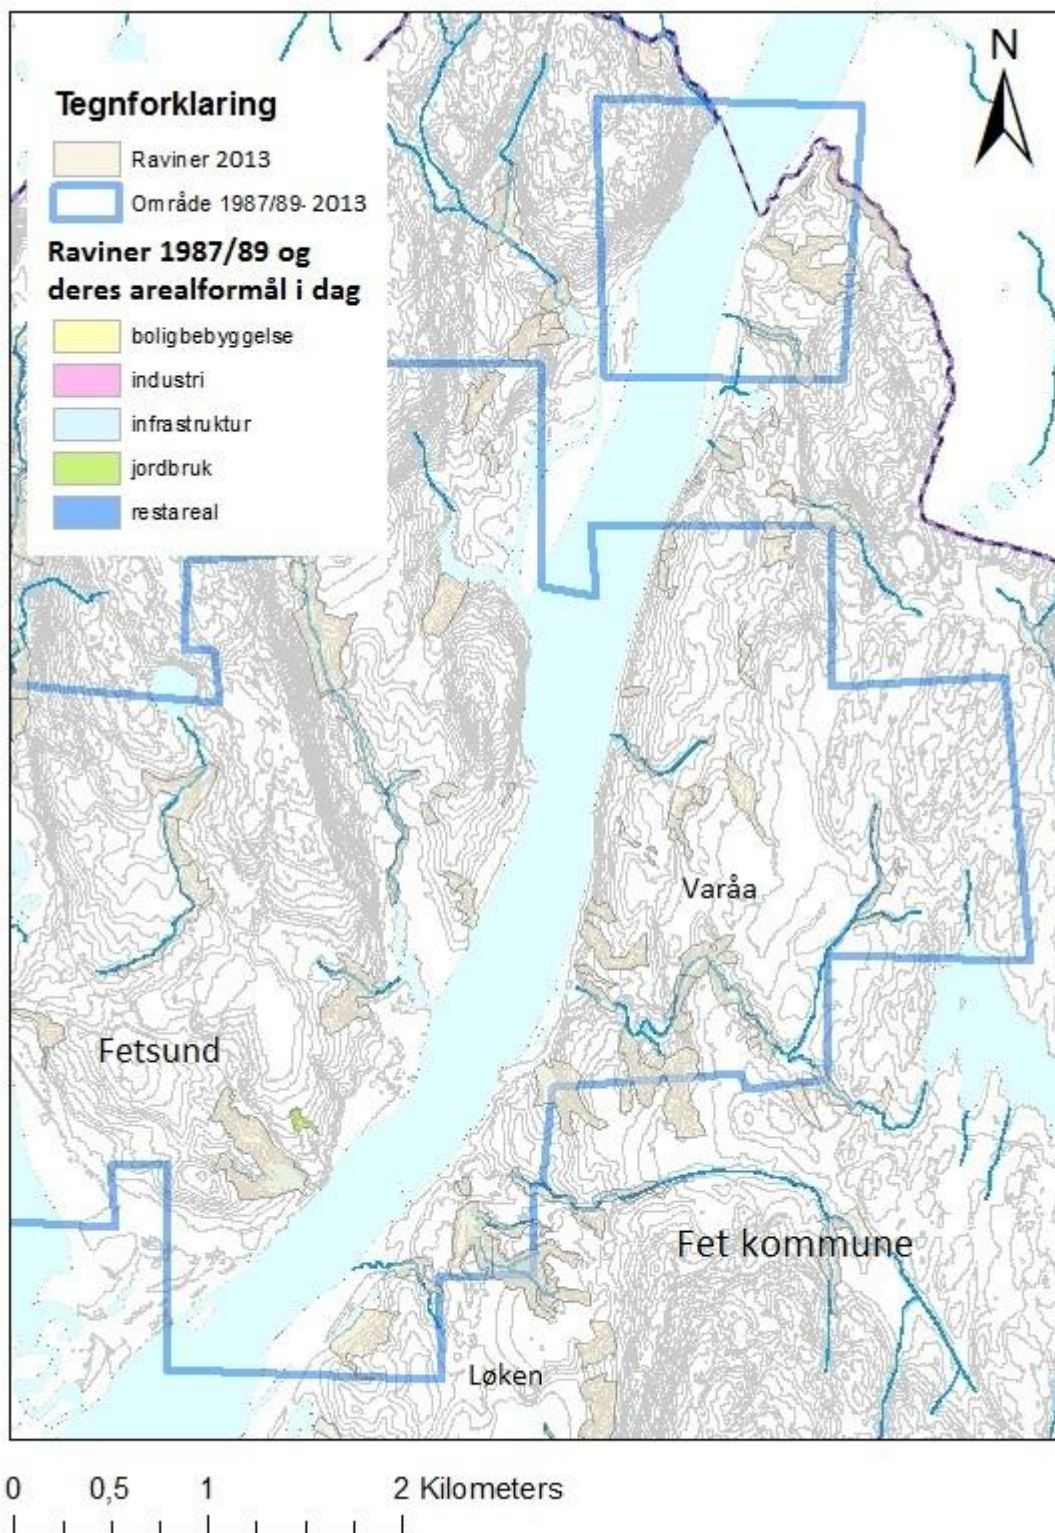 N
Tegnforklaring
Raviner 2013
Område 1987/89- 2013
Raviner 1987/89 og
deres arealformål i dag
boligbebyggelse
industri
infrastruktur
jordbruk
restareal
Varåa
Fetsund
Fet kommune
Løken
0 0,5 1 2 Kilometers